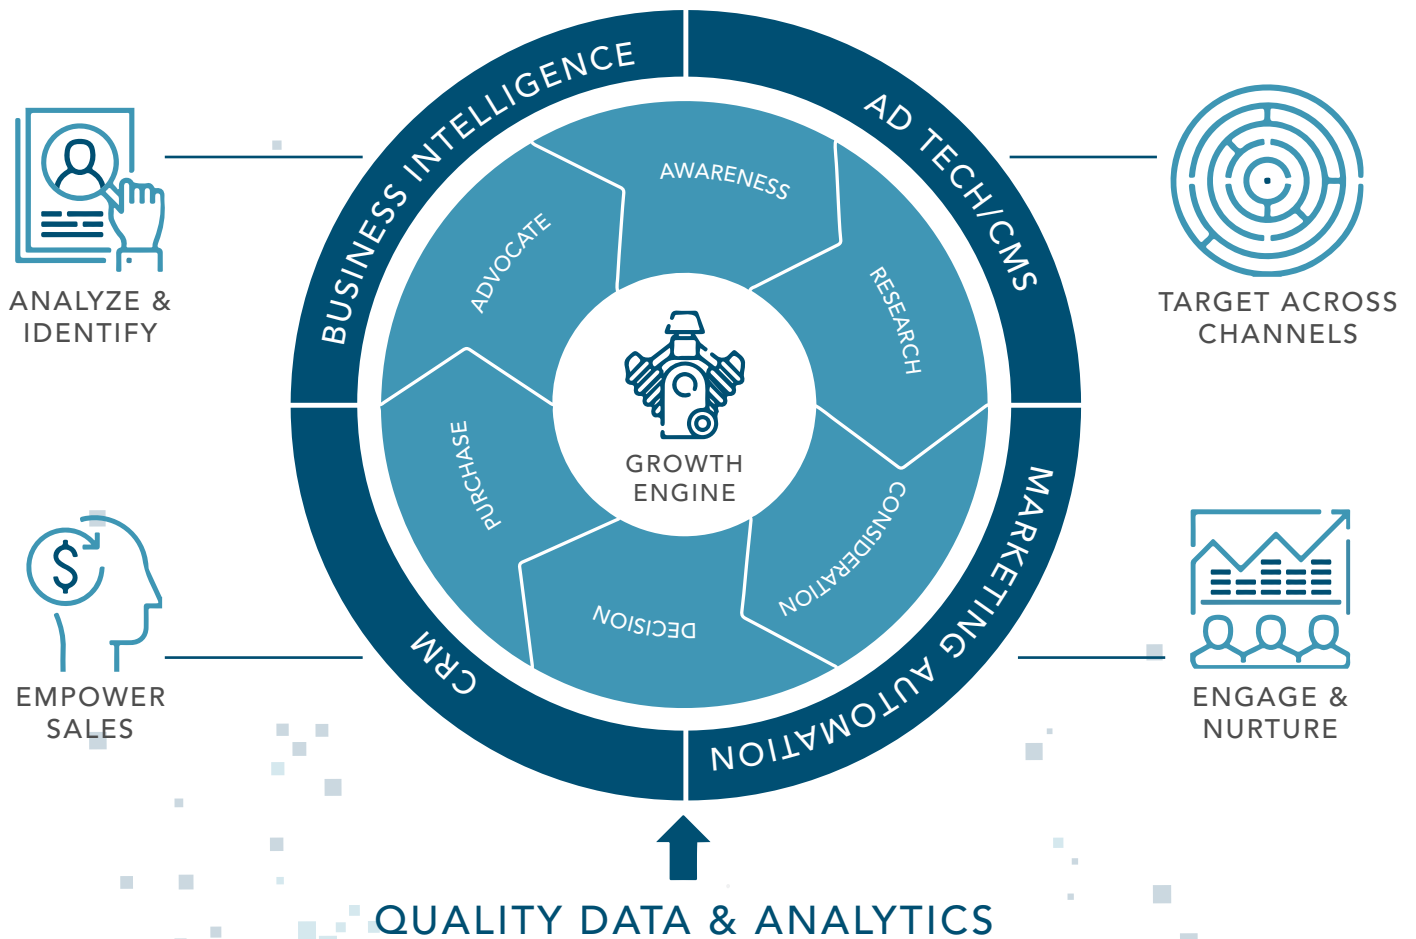 BUSINESS INTELLIGENCE
AD TECH/CMS
AWARENESS
ADVOCATE
RESEARCH
ANALYZE &
IDENTIFY
TARGET ACROSS
CHANNELS
GROWTH
ENGINE
PURCHASE
CONSIDERATION
DECISION
CRM
MARKETING AUTOMATION
$
EMPOWER
SALES
ENGAGE &
NURTURE
QUALITY DATA & ANALYTICS